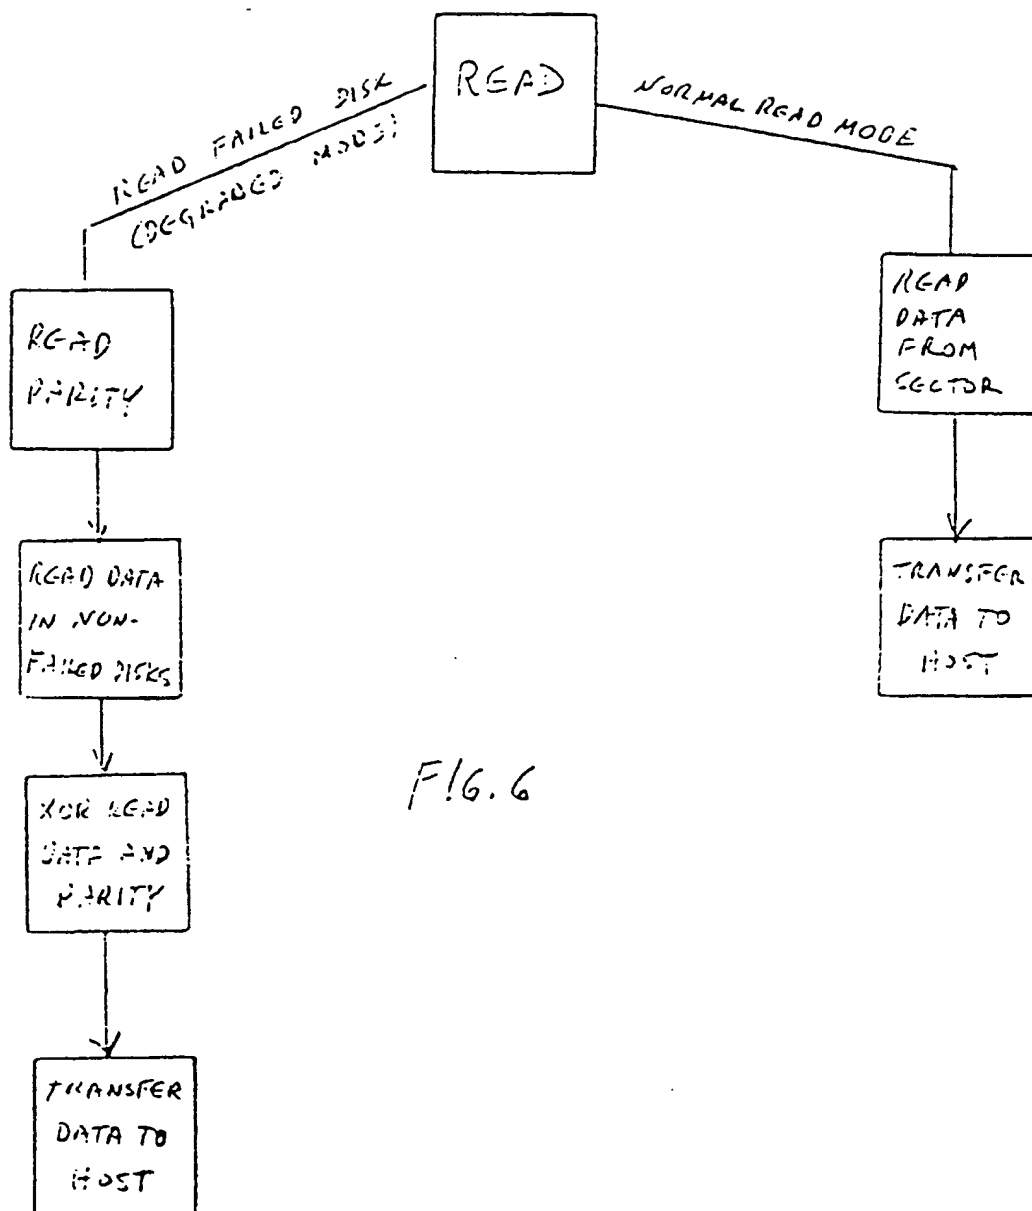 READ
READ FAILED DISK
(DEGRADED MODE)
NORMAL READ MODE
READ
PARITY
READ DATA
IN NON-
FAILED DISKS
XOR READ
DATA AND
PARITY
TRANSFER
DATA TO
HOST
READ
DATA
FROM
SECTOR
TRANSFER
DATA TO
HOST
FIG. 6